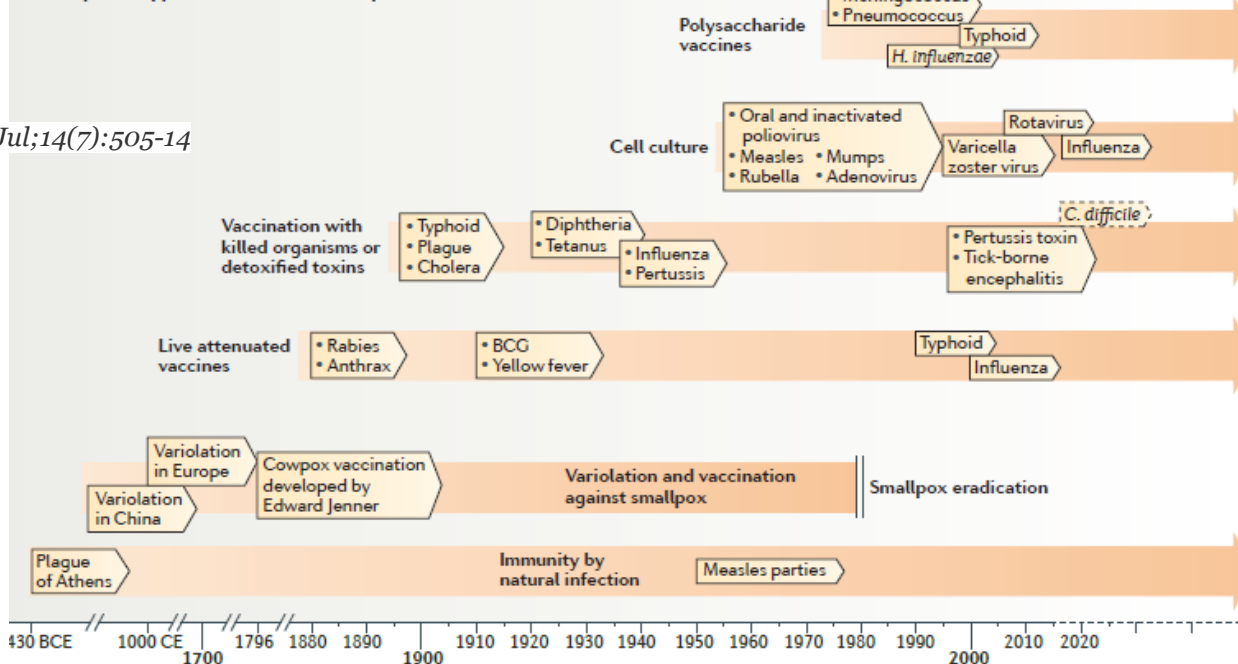 • Pneumococcus
Polysaccharide
vaccines
Typhoid
H. influenzae
Jul;14(7):505-14
Cell culture
• Oral and inactivated
poliovirus
• Measles • Mumps
• Rubella • Adenovirus
Varicella
zoster virus
Rotavirus
Influenza
Vaccination with
killed organisms or
detoxified toxins
• Typhoid
• Plague
• Cholera
• Diphtheria
• Tetanus
• Influenza
• Pertussis
C. difficile
• Pertussis toxin
• Tick-borne
encephalitis
Live attenuated
vaccines
• Rabies
• Anthrax
• BCG
• Yellow fever
Typhoid
Influenza
Variolation
in Europe
Variolation
in China
Cowpox vaccination
developed by
Edward Jenner
Variolation and vaccination
against smallpox
Smallpox eradication
Plague
of Athens
Immunity by
natural infection
Measles parties
430 BCE 1000 CE 1796 1880 1890 1910 1920 1930 1940 1950 1960 1970 1980 1990 2010 2020
1700 1900 2000